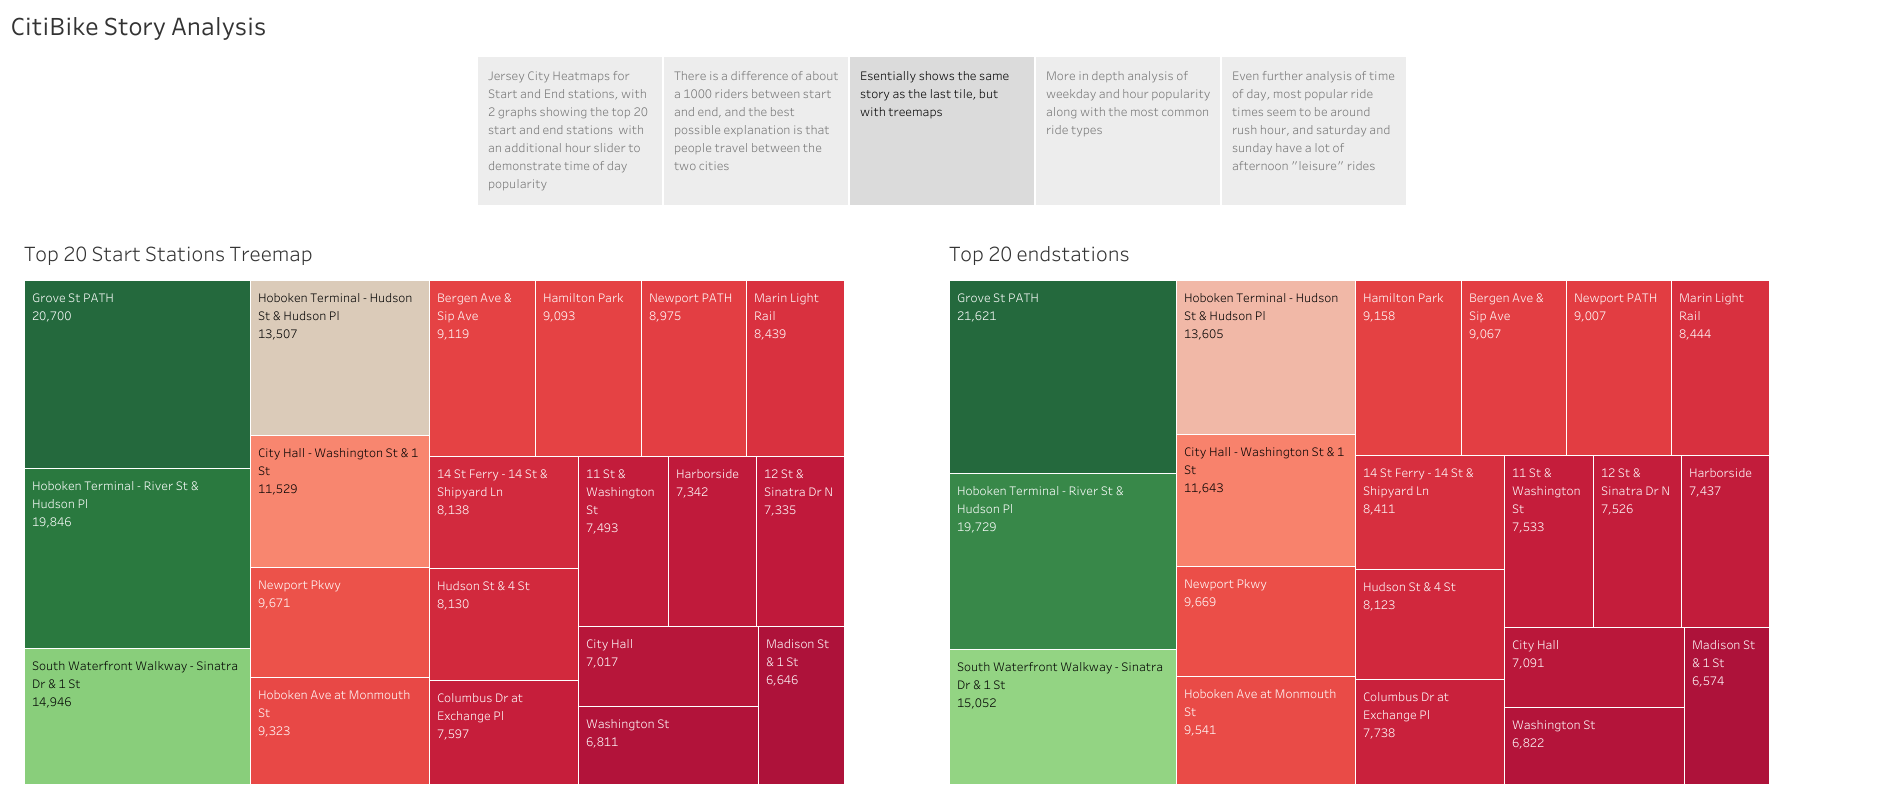 CitiBike Story Analysis
Jersey City Heatmaps for
Start and End stations, with
2 graphs showing the top 20
start and end stations with
an additional hour slider to
demonstrate time of day
popularity
There is a difference of about
a 1000 riders between start
and end, and the best
possible explanation is that
people travel between the
two cities
Esentially shows the same
story as the last tile, but
with treemaps
More in depth analysis of
weekday and hour popularity
along with the most common
ride types
Even further analysis of time
of day, most popular ride
times seem to be around
rush hour, and saturday and
sunday have a lot of
afternoon "leisure" rides
Top 20 Start Stations Treemap
Grove St PATH
20,700
Hoboken Terminal - River St &
Hudson Pl
19,846
South Waterfront Walkway - Sinatra
Dr & 1 St
14,946
Hoboken Terminal - Hudson
St & Hudson Pl
13,507
City Hall - Washington St & 1
St
11,529
Newport Pkwy
9,671
Hoboken Ave at Monmouth
St
9,323
Bergen Ave &
Sip Ave
9,119
Hamilton Park
9,093
Newport PATH
8,975
Marin Light
Rail
8,439
14 St Ferry - 14 St &
Shipyard Ln
8,138
Hudson St & 4 St
8,130
Columbus Dr at
Exchange Pl
7,597
11 St &
Washington
St
7,493
Harborside
7,342
12 St &
Sinatra Dr N
7,335
City Hall
7,017
Washington St
6,811
Madison St
& 1 St
6,646
Top 20 endstations
Grove St PATH
21,621
Hoboken Terminal - River St &
Hudson Pl
19,729
South Waterfront Walkway - Sinatra
Dr & 1 St
15,052
Hoboken Terminal - Hudson
St & Hudson Pl
13,605
City Hall - Washington St & 1
St
11,643
Newport Pkwy
9,669
Hoboken Ave at Monmouth
St
9,541
Hamilton Park
9,158
Bergen Ave &
Sip Ave
9,067
Newport PATH
9,007
Marin Light
Rail
8,444
14 St Ferry - 14 St &
Shipyard Ln
8,411
Hudson St & 4 St
8,123
Columbus Dr at
Exchange Pl
7,738
11 St &
Washington
St
7,533
12 St &
Sinatra Dr N
7,526
Harborside
7,437
City Hall
7,091
Washington St
6,822
Madison St
& 1 St
6,574